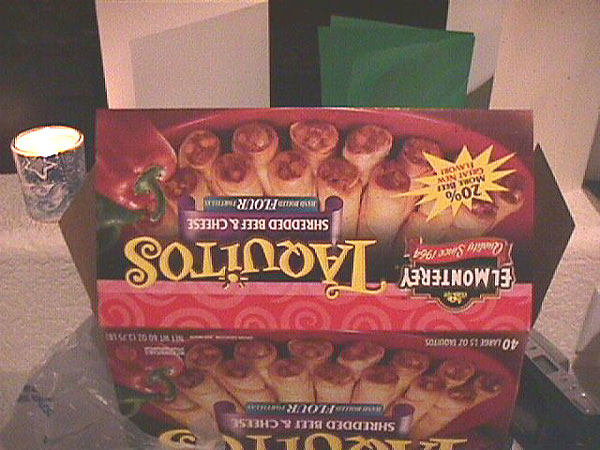 EL MONTEREY
Quality Since 1964
TAQUITOS
SHREDDED BEEF & CHEESE
HAND ROLLED FLOUR TORTILLAS
20%
MORE BEEF
GREAT NEW
FLAVOR!
40 LARGE 1.5 OZ TAQUITOS
NET WT 60 OZ (3.75 LB)
HAND ROLLED FLOUR TORTILLAS
SHREDDED BEEF & CHEESE
TAQUITOS